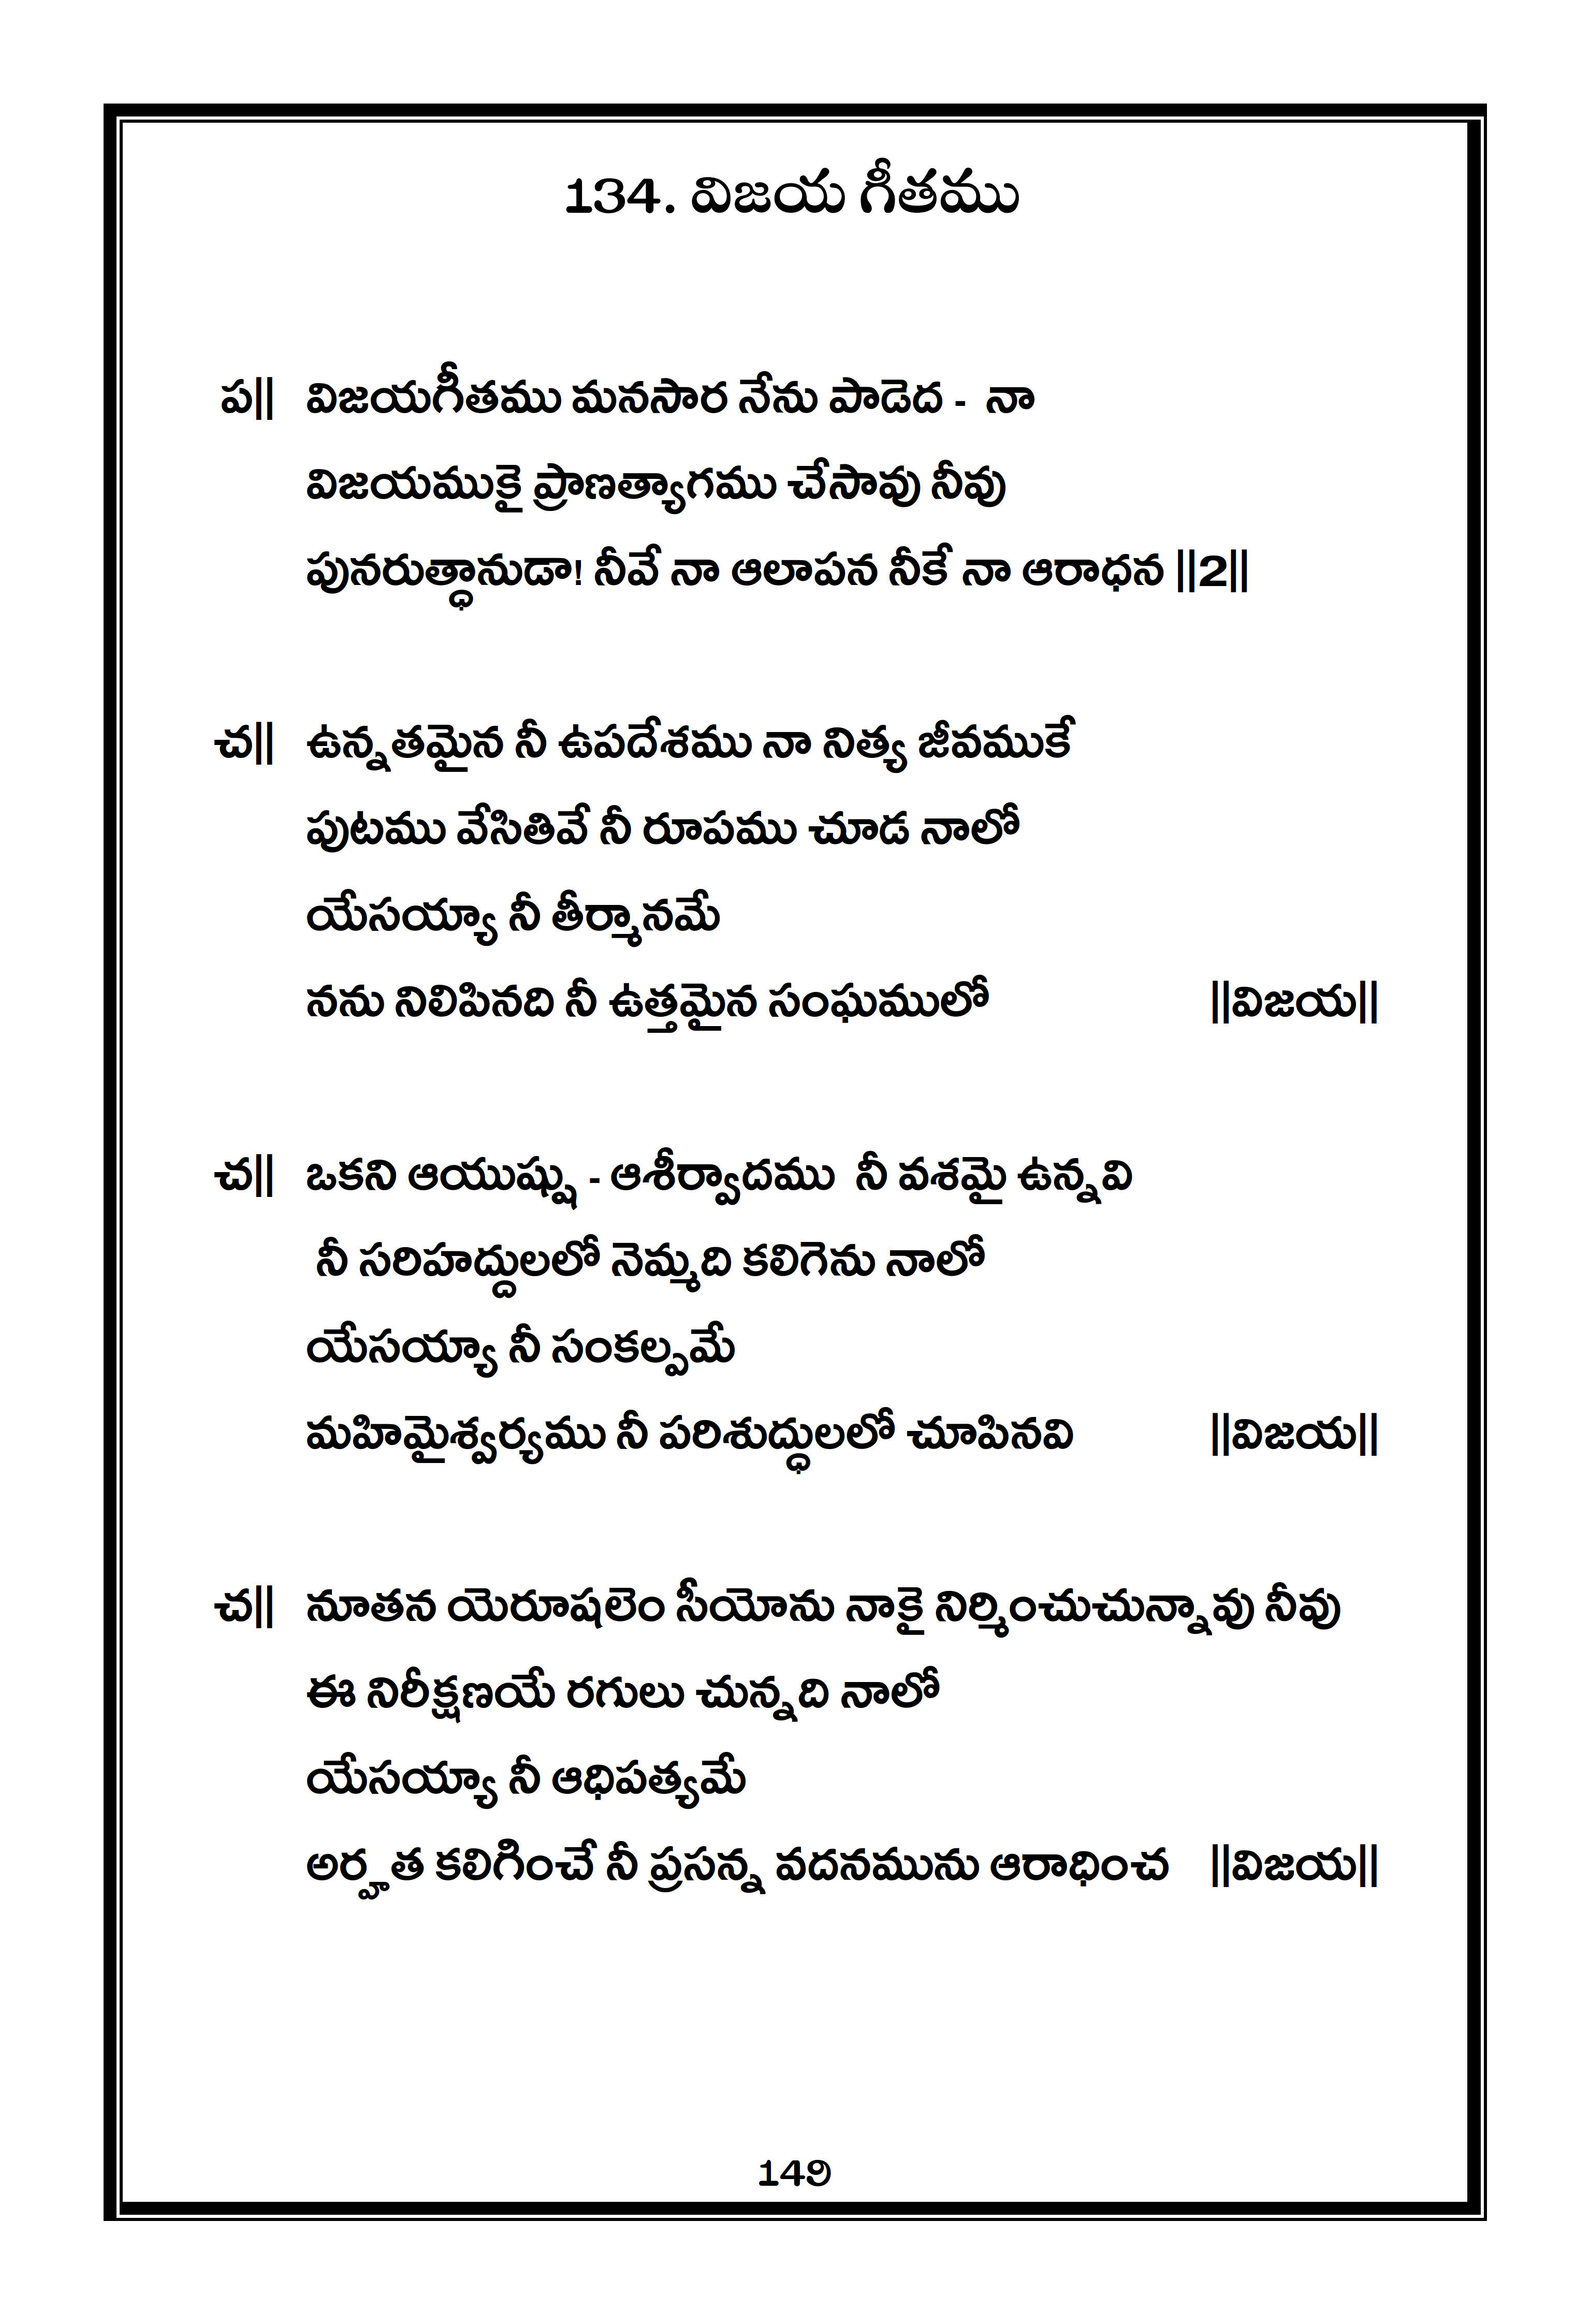 134. విజయ గీతము
ప|| విజయగీతము మనసార నేను పాడెద - నా
విజయముకై ప్రాణత్యాగము చేసావు నీవు
పునరుత్థానుడా! నీవే నా ఆలాపన నీకే నా ఆరాధన ||2||
చ|| ఉన్నతమైన నీ ఉపదేశము నా నిత్య జీవముకే
పుటము వేసితివే నీ రూపము చూడ నాలో
యేసయ్యా నీ తీర్మానమే
నను నిలిపినది నీ ఉత్తమైన సంఘములో ||విజయ||
చ|| ఒకని ఆయుష్షు - ఆశీర్వాదము నీ వశమై ఉన్నవి
నీ సరిహద్దులలో నెమ్మది కలిగెను నాలో
యేసయ్యా నీ సంకల్పమే
మహిమైశ్వర్యము నీ పరిశుద్ధులలో చూపినవి ||విజయ||
చ|| నూతన యెరూషలెం సీయోను నాకై నిర్మించుచున్నావు నీవు
ఈ నిరీక్షణయే రగులు చున్నది నాలో
యేసయ్యా నీ ఆధిపత్యమే
అర్హత కలిగించే నీ ప్రసన్న వదనమును ఆరాధించ ||విజయ||
149